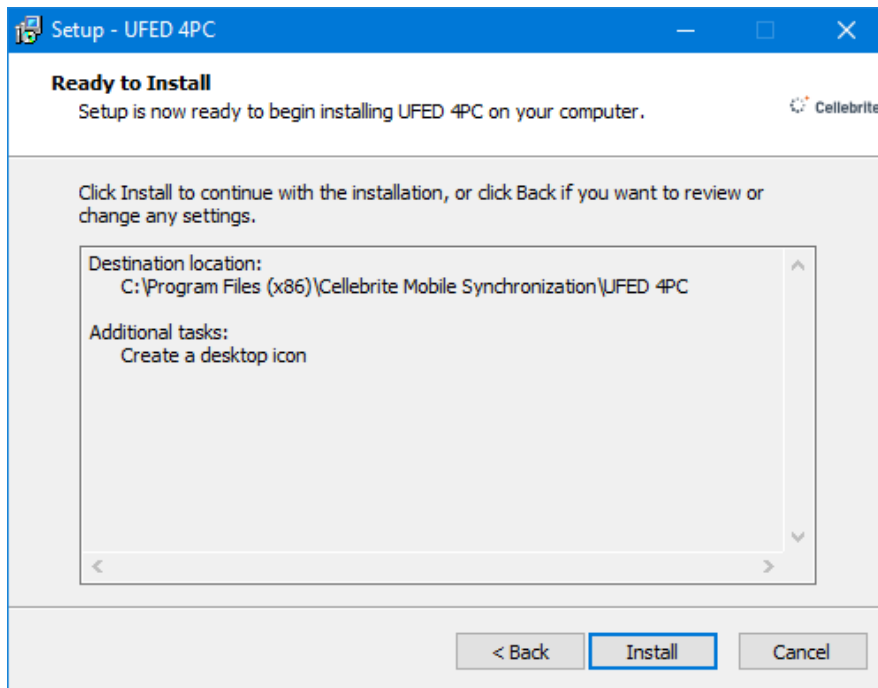 Setup - UFED 4PC
Ready to Install
Setup is now ready to begin installing UFED 4PC on your computer.
Cellebrite
Click Install to continue with the installation, or click Back if you want to review or
change any settings.
Destination location:
C:\Program Files (x86)\Cellebrite Mobile Synchronization\UFED 4PC
Additional tasks:
Create a desktop icon
< Back
Install
Cancel